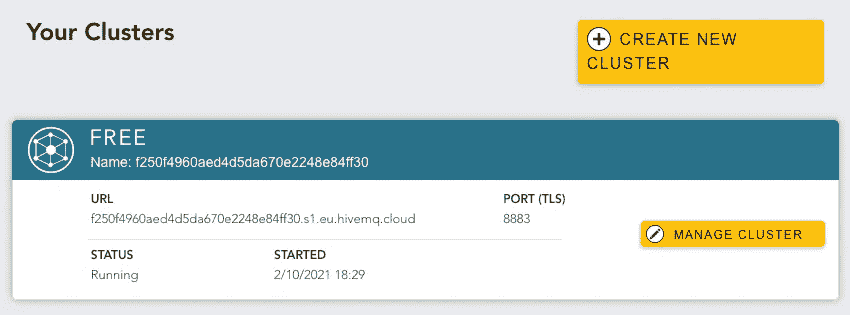 Your Clusters
CREATE NEW
CLUSTER
FREE
Name: f250f4960aed4d5da670e2248e84ff30
URL
PORT (TLS)
f250f4960aed4d5da670e2248e84ff30.s1.eu.hivemq.cloud
8883
MANAGE CLUSTER
STATUS
STARTED
Running
2/10/2021 18:29